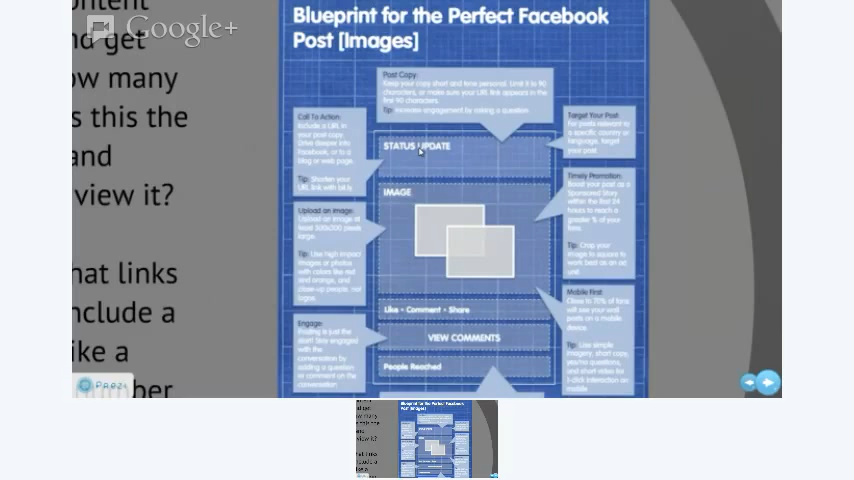 ontent
nd get
ow many
s this the
and
view it?
hat links
nclude a
ike a
mber
Google+
Blueprint for the Perfect Facebook
Post [Images]
Post Copy:
Keep your copy short and tone personal. Limit
characters, or make sure your URL link appears in the
first 90 characters.
Tip: Increase engagement by asking a question
Call To Action:
Include a URL in
your post copy.
Drive deeper into
Facebook, or to a
blog or web page.
Tip: Shorten your
URL link with bit.ly
Upload an Image:
Upload an image at
least
large.
Tip: Use high impact
images or photos
with colors like red
and orange, and
close-up people, not
logos.
Engage:
Posting is just the
start! Stay engaged
with the
conversation by
adding a question
or comment on the
conversation
STATUS UPDATE
IMAGE
Like • Comment • Share
VIEW COMMENTS
People Reached
Target Your Post:
For posts relevant to
a specific country or
language, target
your post
Timely Promotion:
Boost your post as a
Sponsored Story
within the first 24
hours to reach a
greater % of your
fans.
Tip: Crop your
image to square to
work best as an ad
unit
Mobile First:
Close to 70% of fans
will see your wall
posts on a mobile
device.
Tip: Use simple
imagery, short copy,
yes/no questions,
and short video for
1-click interaction on
mobile
Prezi
Blueprint for the Perfect Facebook
Post [Images]